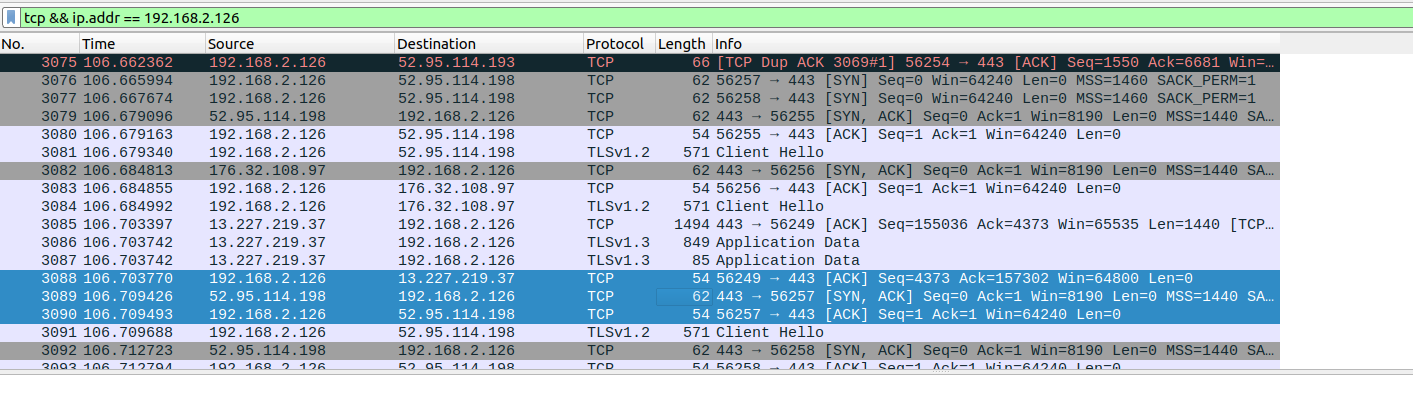 tcp && ip.addr == 192.168.2.126
No. Time Source Destination Protocol Length Info
3075 106.662362 192.168.2.126 52.95.114.193 TCP 66 [TCP Dup ACK 3069#1] 56254 → 443 [ACK] Seq=1550 Ack=6681 Win=…
3076 106.665994 192.168.2.126 52.95.114.198 TCP 62 56257 → 443 [SYN] Seq=0 Win=64240 Len=0 MSS=1460 SACK_PERM=1
3077 106.667674 192.168.2.126 52.95.114.198 TCP 62 56258 → 443 [SYN] Seq=0 Win=64240 Len=0 MSS=1460 SACK_PERM=1
3079 106.679096 52.95.114.198 192.168.2.126 TCP 62 443 → 56255 [SYN, ACK] Seq=0 Ack=1 Win=8190 Len=0 MSS=1440 SA…
3080 106.679163 192.168.2.126 52.95.114.198 TCP 54 56255 → 443 [ACK] Seq=1 Ack=1 Win=64240 Len=0
3081 106.679340 192.168.2.126 52.95.114.198 TLSv1.2 571 Client Hello
3082 106.684813 176.32.108.97 192.168.2.126 TCP 62 443 → 56256 [SYN, ACK] Seq=0 Ack=1 Win=8190 Len=0 MSS=1440 SA…
3083 106.684855 192.168.2.126 176.32.108.97 TCP 54 56256 → 443 [ACK] Seq=1 Ack=1 Win=64240 Len=0
3084 106.684992 192.168.2.126 176.32.108.97 TLSv1.2 571 Client Hello
3085 106.703397 13.227.219.37 192.168.2.126 TCP 1494 443 → 56249 [ACK] Seq=155036 Ack=4373 Win=65535 Len=1440 [TCP…
3086 106.703742 13.227.219.37 192.168.2.126 TLSv1.3 849 Application Data
3087 106.703742 13.227.219.37 192.168.2.126 TLSv1.3 85 Application Data
3088 106.703770 192.168.2.126 13.227.219.37 TCP 54 56249 → 443 [ACK] Seq=4373 Ack=157302 Win=64800 Len=0
3089 106.709426 52.95.114.198 192.168.2.126 TCP 62 443 → 56257 [SYN, ACK] Seq=0 Ack=1 Win=8190 Len=0 MSS=1440 SA…
3090 106.709493 192.168.2.126 52.95.114.198 TCP 54 56257 → 443 [ACK] Seq=1 Ack=1 Win=64240 Len=0
3091 106.709688 192.168.2.126 52.95.114.198 TLSv1.2 571 Client Hello
3092 106.712723 52.95.114.198 192.168.2.126 TCP 62 443 → 56258 [SYN, ACK] Seq=0 Ack=1 Win=8190 Len=0 MSS=1440 SA…
3093 106.712794 192.168.2.126 52.95.114.198 TCP 54 56258 → 443 [ACK] Seq=1 Ack=1 Win=64240 Len=0